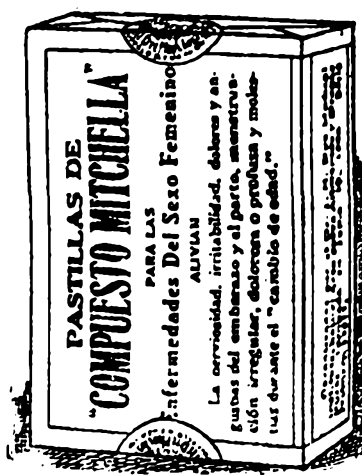 PASTILLAS DE
"COMPUESTO MITCHELLA"
PARA LAS
Enfermedades Del Sexo Femenino
ALIVIAN
La nerviosidad, irritabilidad, dolores y an-
gustias del embarazo y el parto, menstrua-
ción irregular, dolorosa o profusa y moles-
tias durante el "cambio de edad."